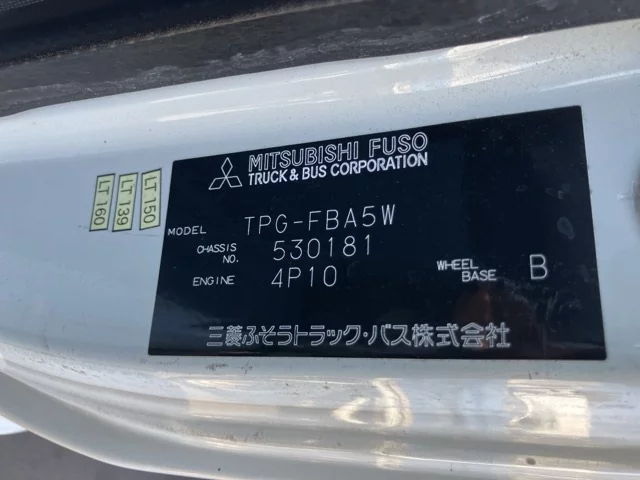 MITSUBISHI FUSO
TRUCK & BUS CORPORATION
MODEL TPG-FBA5W
CHASSIS NO. 530181
ENGINE 4P10
WHEEL BASE B
三菱ふそうトラック・バス株式会社
LT 160
LT 139
LT 150